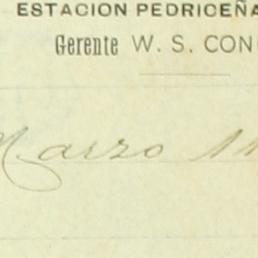 ESTACION PEDRICEÑA
Gerente W. S. CON
Marzo 1